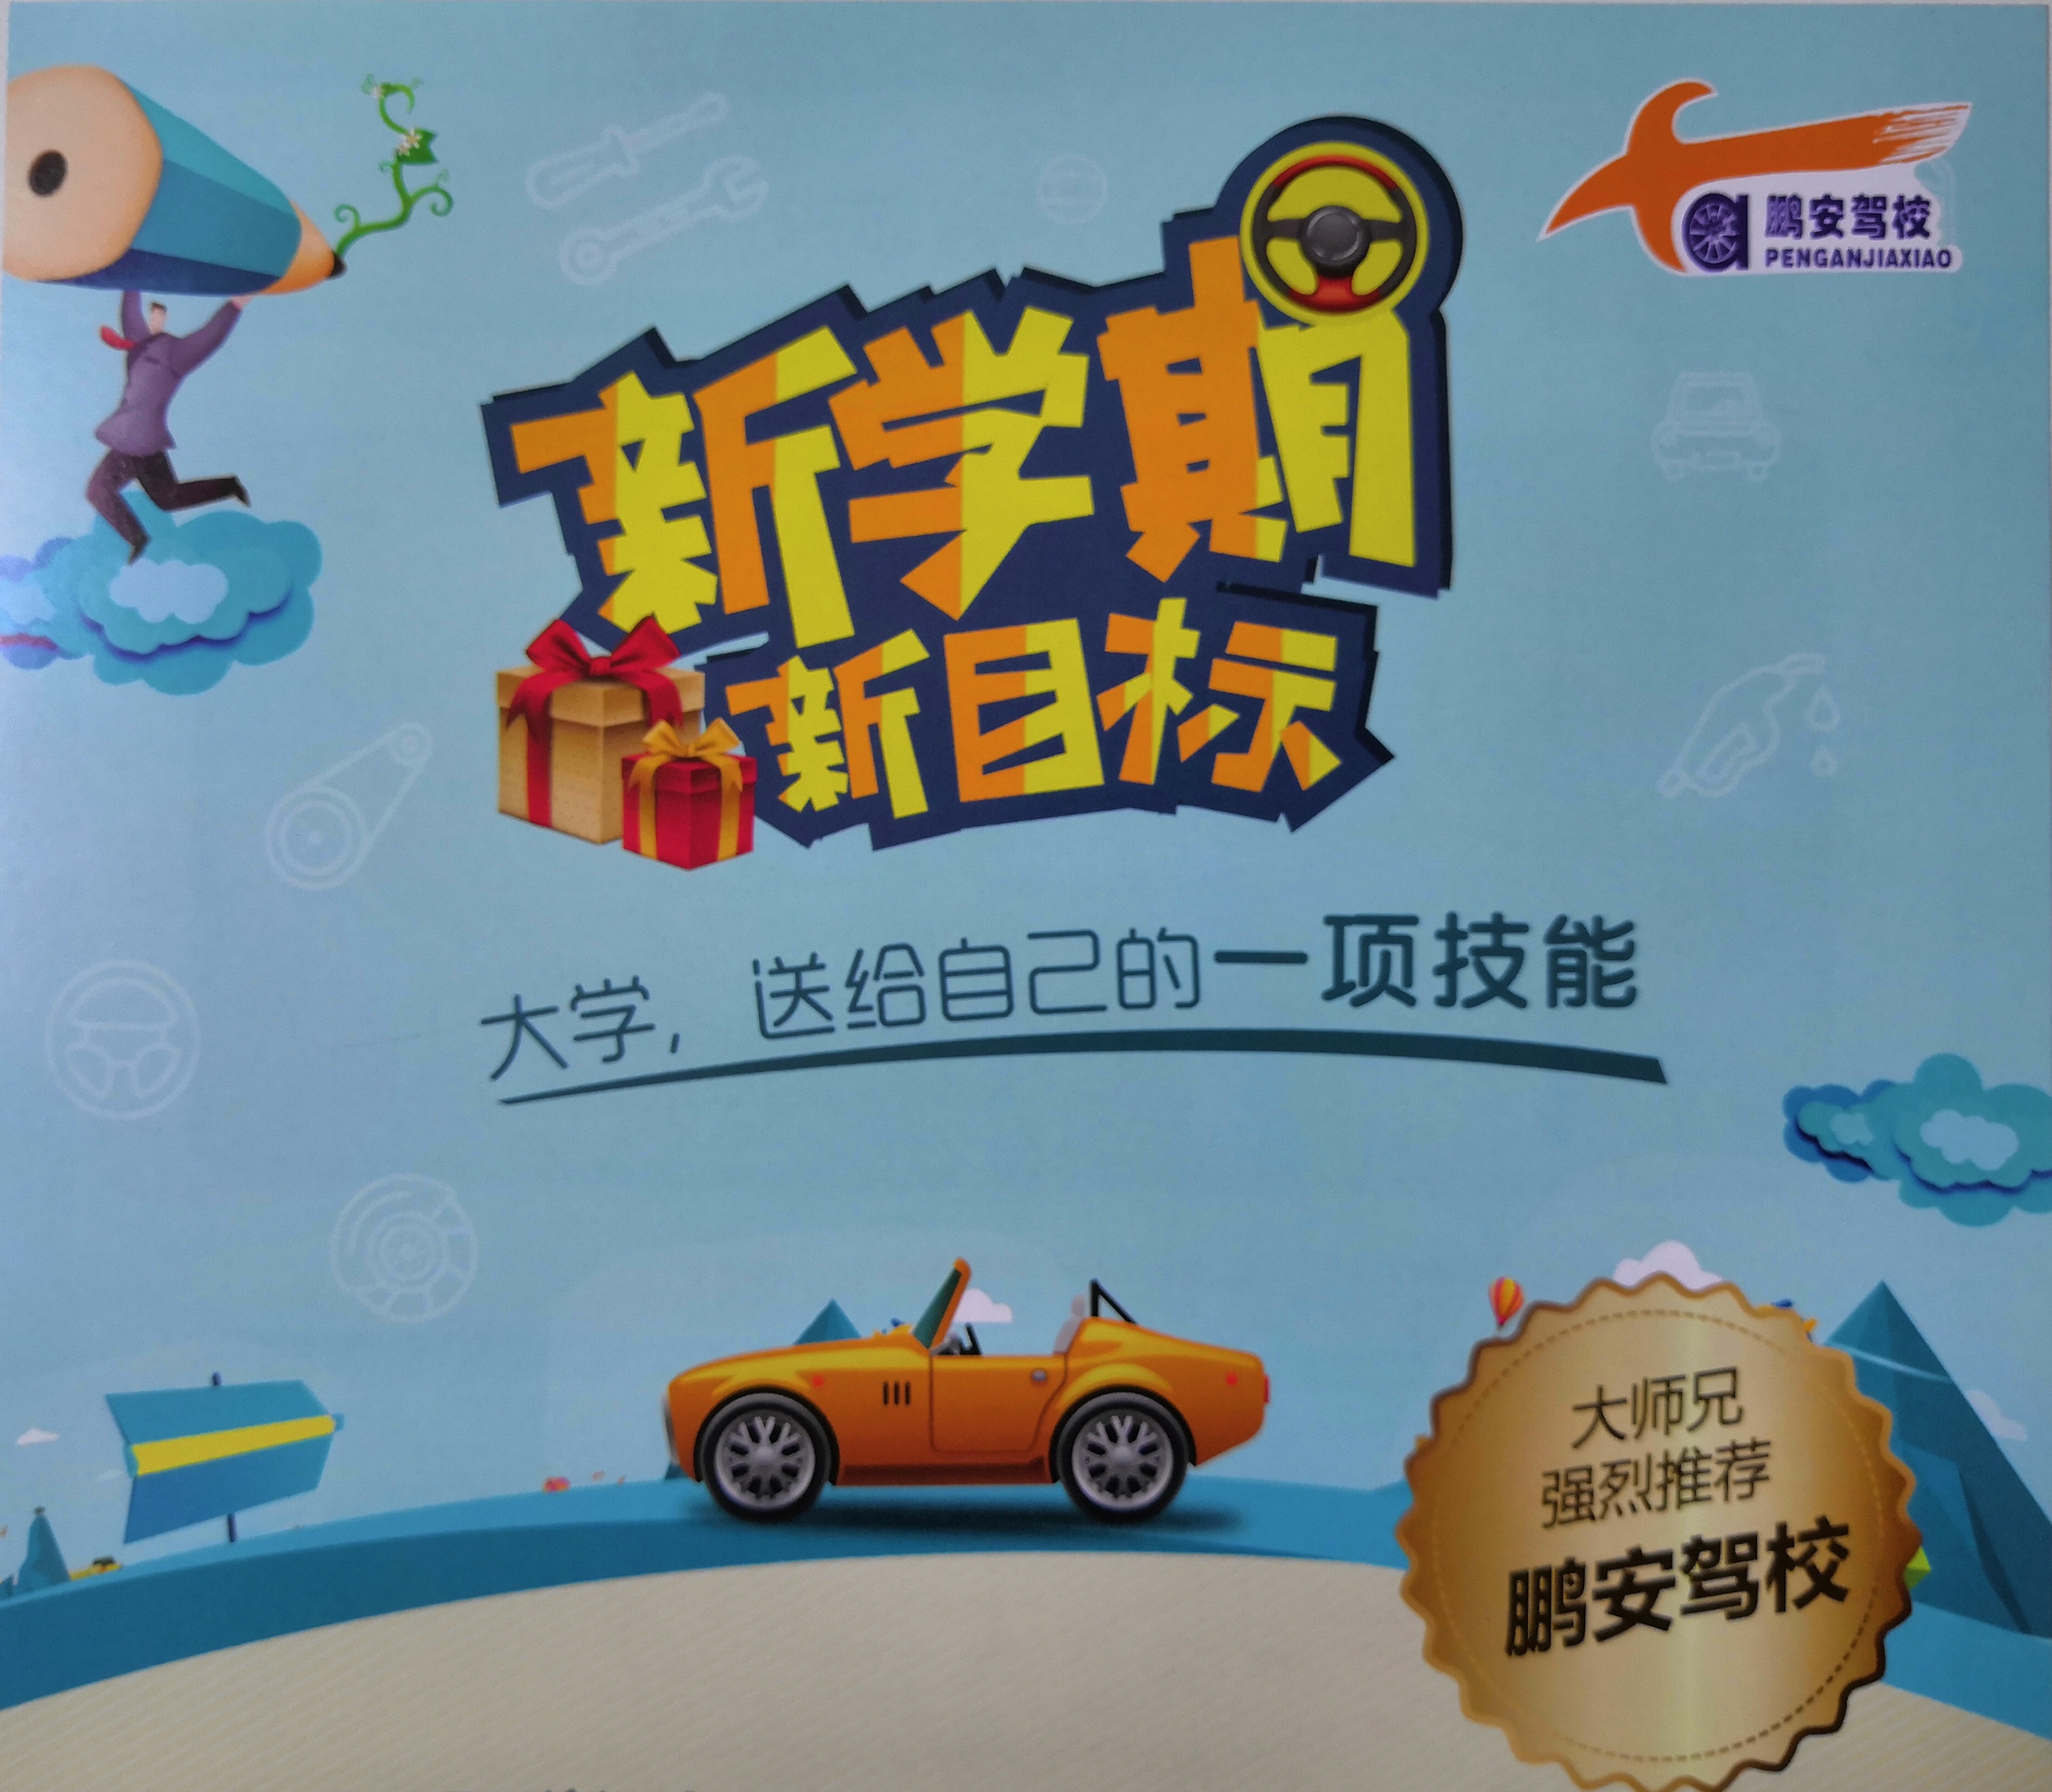 鹏安驾校
PENGANJIAXIAO
新学期
新目标
大学，送给自己的一项技能
大师兄
强烈推荐
鹏安驾校